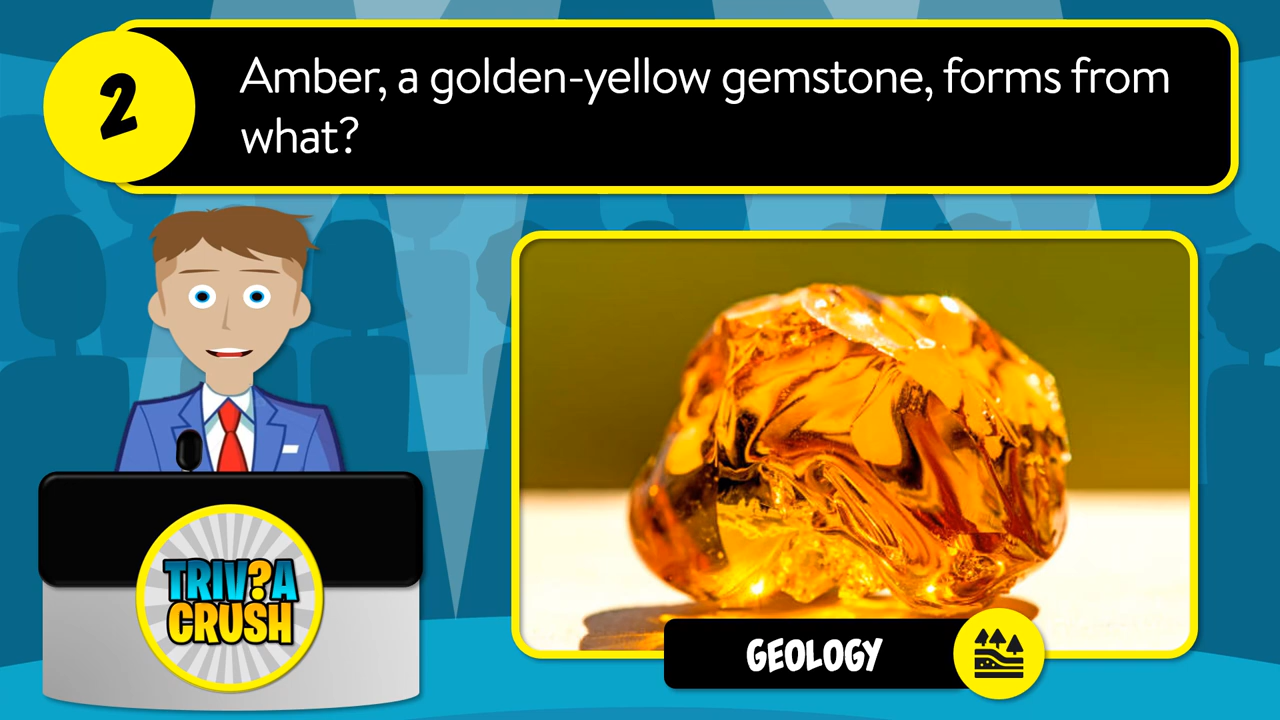 2
Amber, a golden-yellow gemstone, forms from
what?
TRIV?A
CRUSH
GEOLOGY